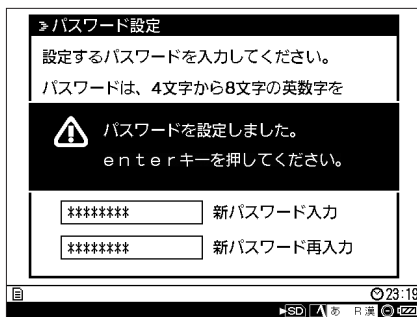 パスワード設定
設定するパスワードを入力してください。
パスワードは、4文字から8文字の英数字を
パスワードを設定しました。
enterキーを押してください。
******** 新パスワード入力
******** 新パスワード再入力
23:19
SD あ R漢